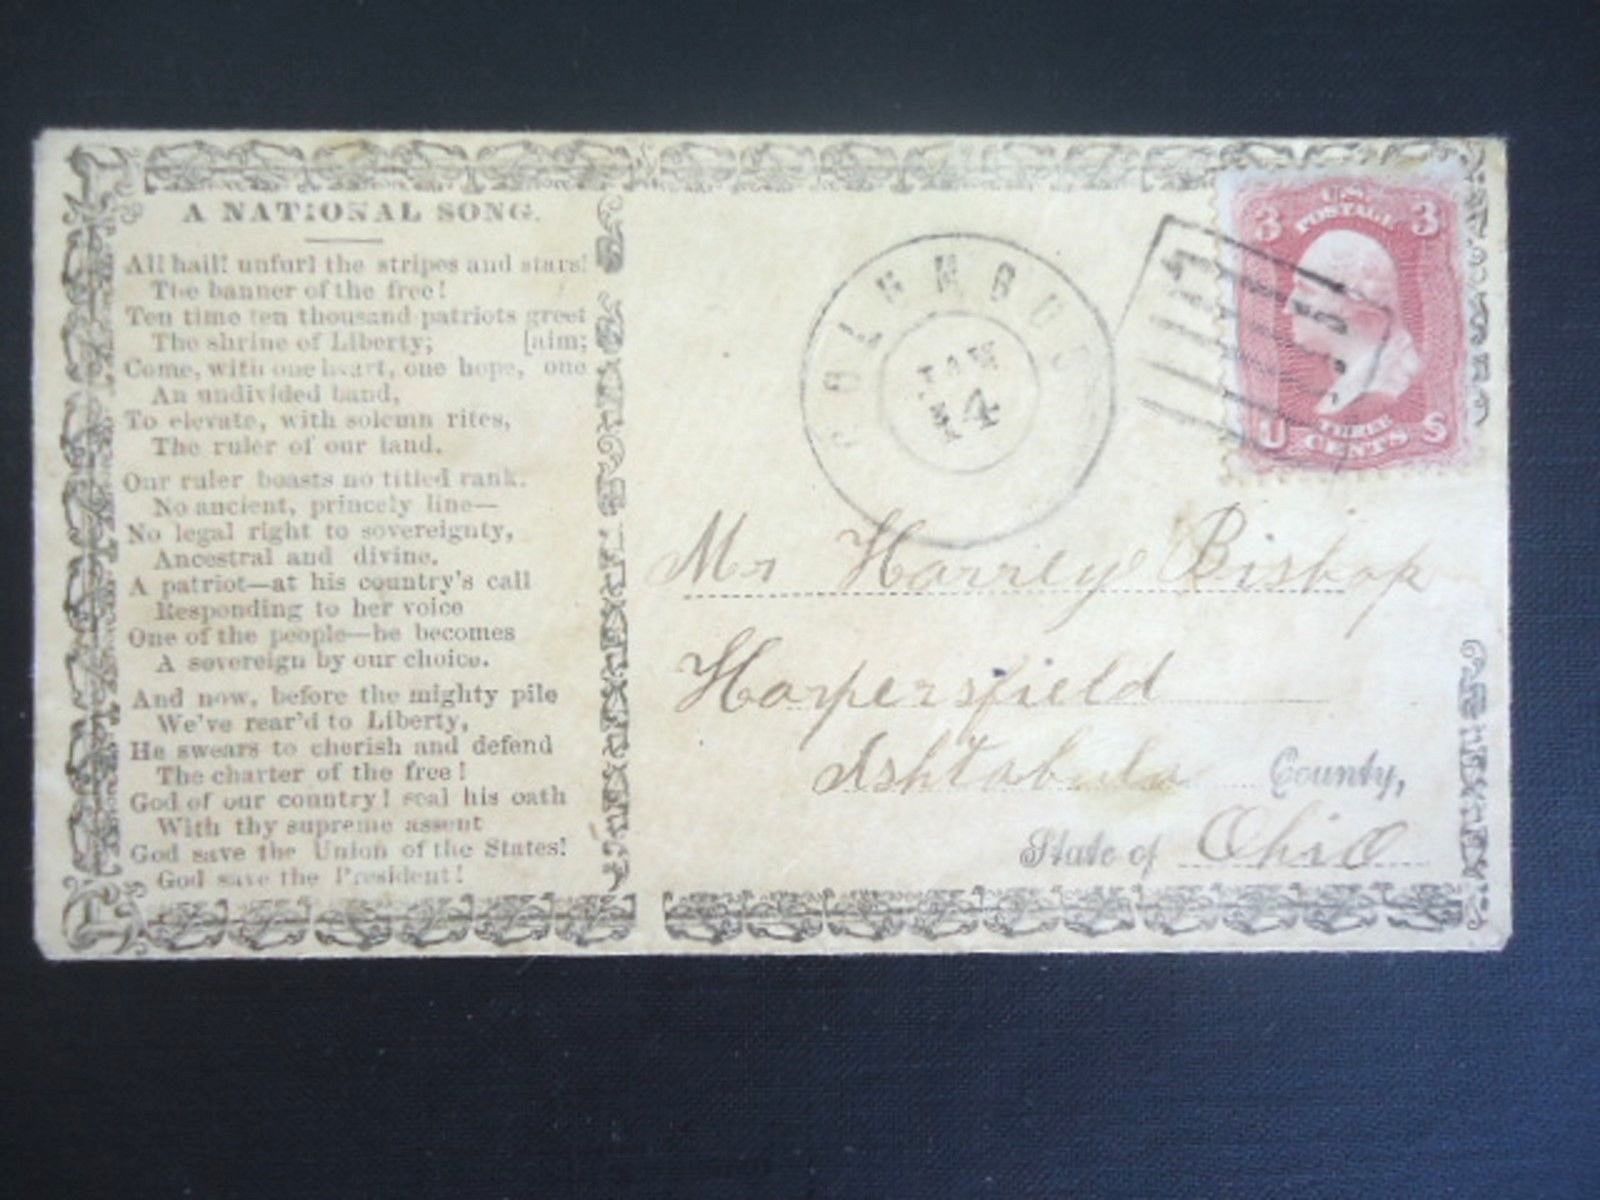 A NATIONAL SONG.
All hail! unfurl the stripes and stars!
The banner of the free!
Ten time ten thousand patriots greet
The shrine of Liberty; [aim;
Come, with one heart, one hope, one
An undivided band,
To elevate, with solemn rites,
The ruler of our land.
Our ruler boasts no titled rank.
No ancient, princely line—
No legal right to sovereignty,
Ancestral and divine.
A patriot—at his country's call
Responding to her voice
One of the people—he becomes
A sovereign by our choice.
And now, before the mighty pile
We've rear'd to Liberty,
He swears to cherish and defend
The charter of the free!
God of our country! seal his oath
With thy supreme assent
God save the Union of the States!
God save the President!
COLUMBUS
4
U.S. POSTAGE
3 3
THREE
U CENTS S
Mr Harrey Bishop
Harpersfield
Ashtabula County,
State of Ohio